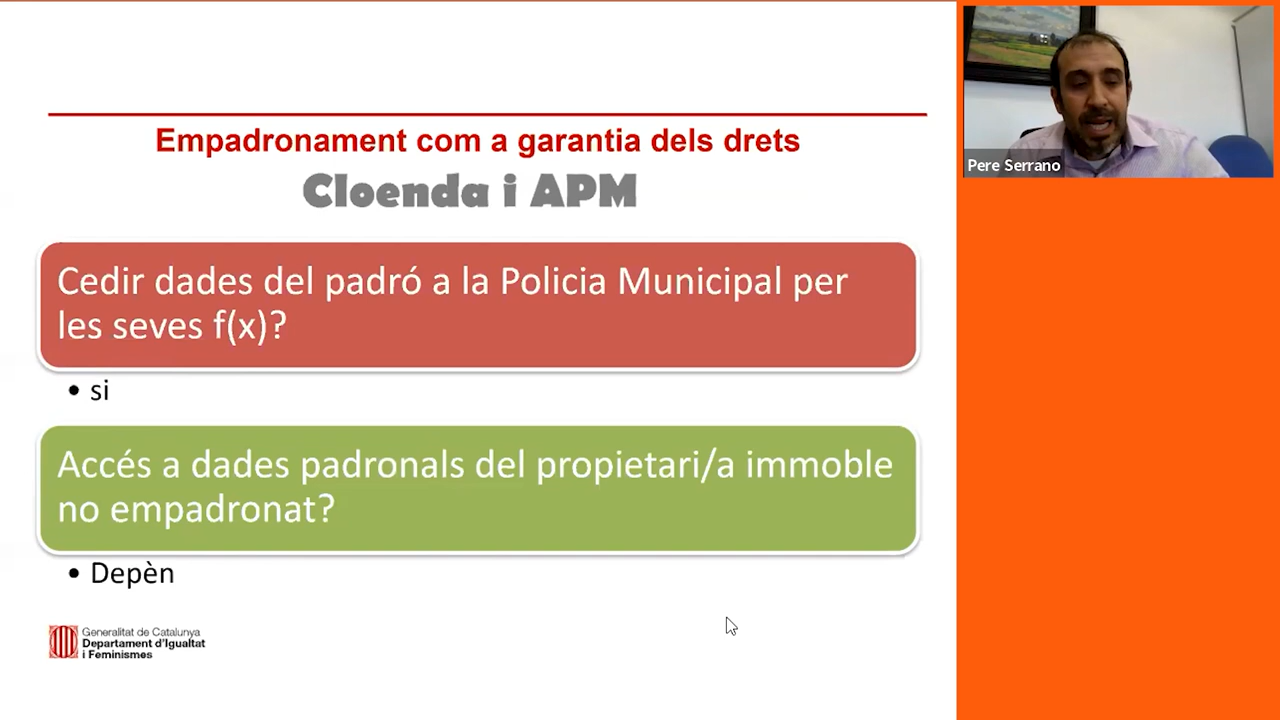 Empadronament com a garantia dels drets
Cloenda i APM
Cedir dades del padró a la Policia Municipal per
les seves f(x)?
• si
Accés a dades padronals del propietari/a immoble
no empadronat?
• Depèn
Generalitat de Catalunya
Departament d'Igualtat
i Feminismes
Pere Serrano